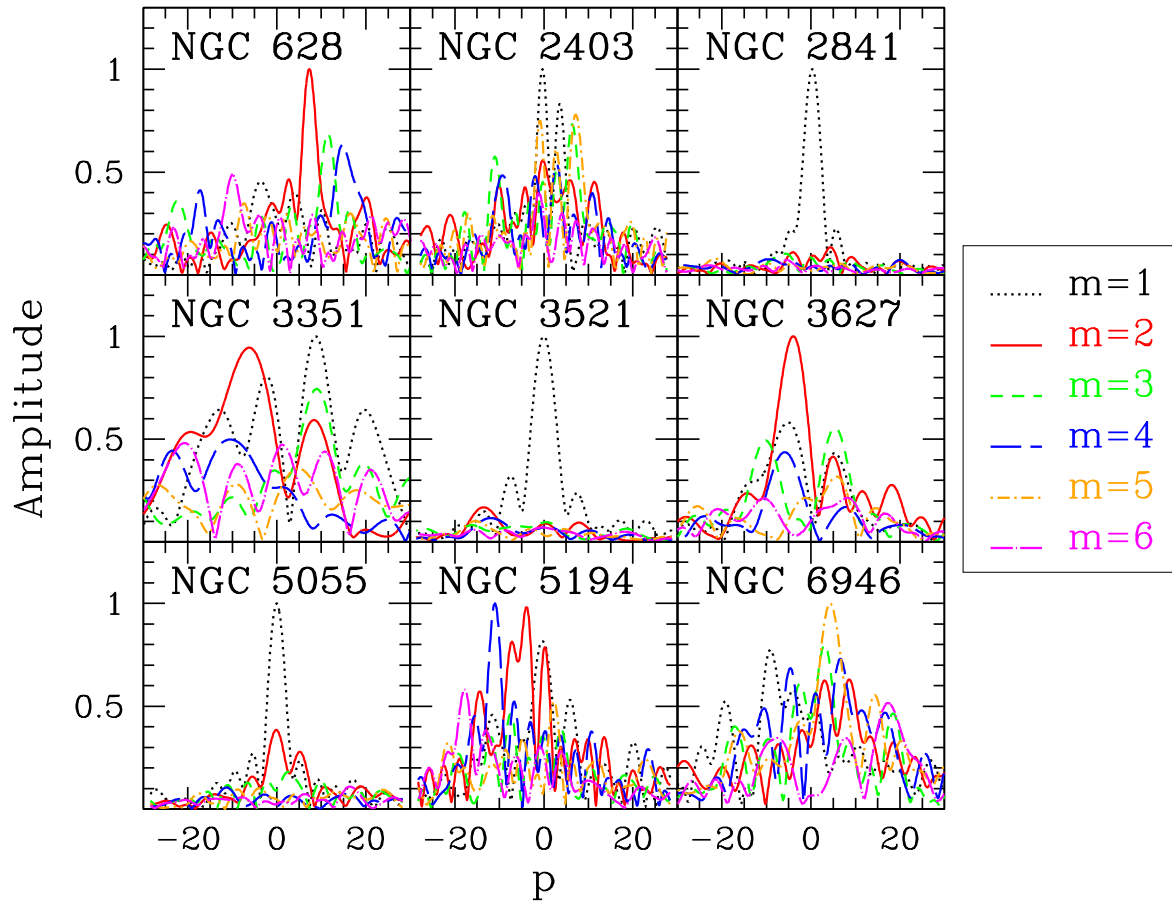 NGC 628 NGC 2403 NGC 2841
1
0.5
NGC 3351 NGC 3521 NGC 3627
1
0.5
NGC 5055 NGC 5194 NGC 6946
1
0.5
−20 0 20 −20 0 20 −20 0 20
p
Amplitude
m=1
m=2
m=3
m=4
m=5
m=6